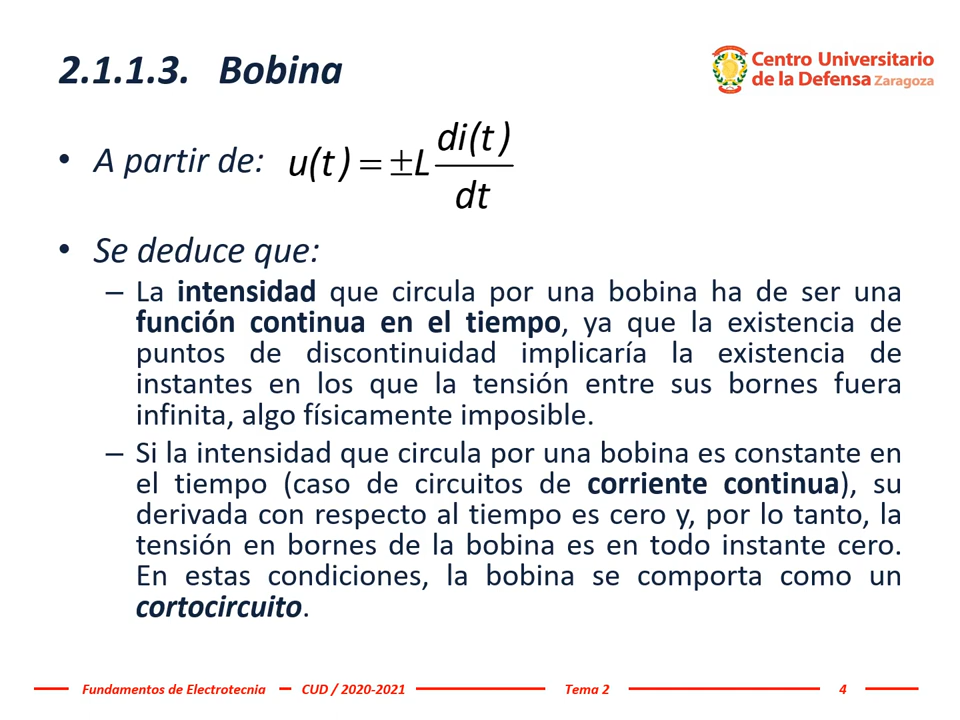 2.1.1.3. Bobina
Centro Universitario
de la Defensa Zaragoza
• A partir de: u(t) = ±L di(t)/dt
• Se deduce que:
– La intensidad que circula por una bobina ha de ser una
función continua en el tiempo, ya que la existencia de
puntos de discontinuidad implicaría la existencia de
instantes en los que la tensión entre sus bornes fuera
infinita, algo físicamente imposible.
– Si la intensidad que circula por una bobina es constante en
el tiempo (caso de circuitos de corriente continua), su
derivada con respecto al tiempo es cero y, por lo tanto, la
tensión en bornes de la bobina es en todo instante cero.
En estas condiciones, la bobina se comporta como un
cortocircuito.
Fundamentos de Electrotecnia – CUD / 2020-2021 Tema 2 4